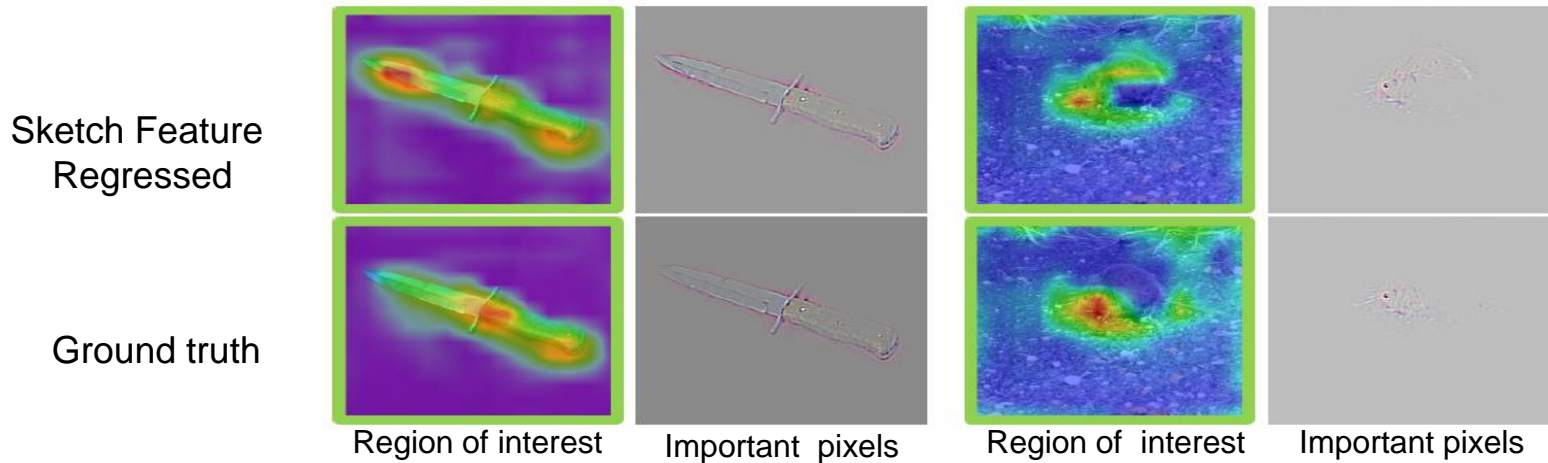 Sketch Feature
Regressed
Ground truth
Region of interest
Important pixels
Region of interest
Important pixels